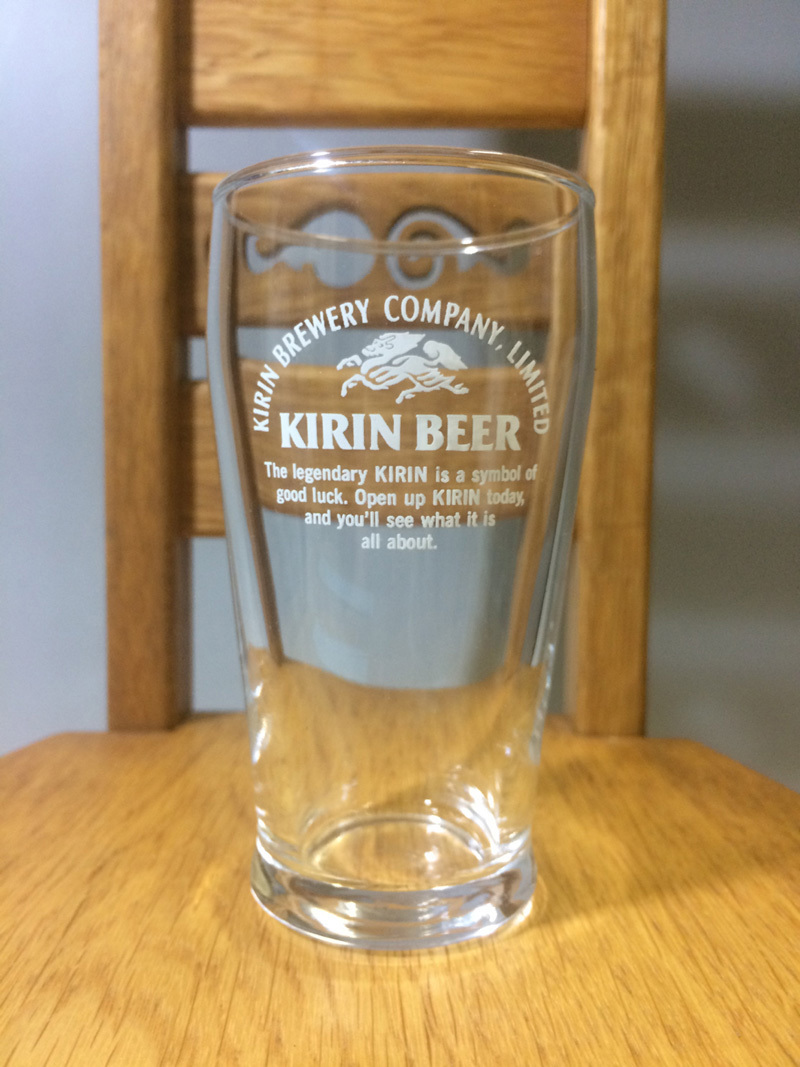 KIRIN BREWERY COMPANY, LIMITED
KIRIN BEER
The legendary KIRIN is a symbol of
good luck. Open up KIRIN today,
and you'll see what it is
all about.